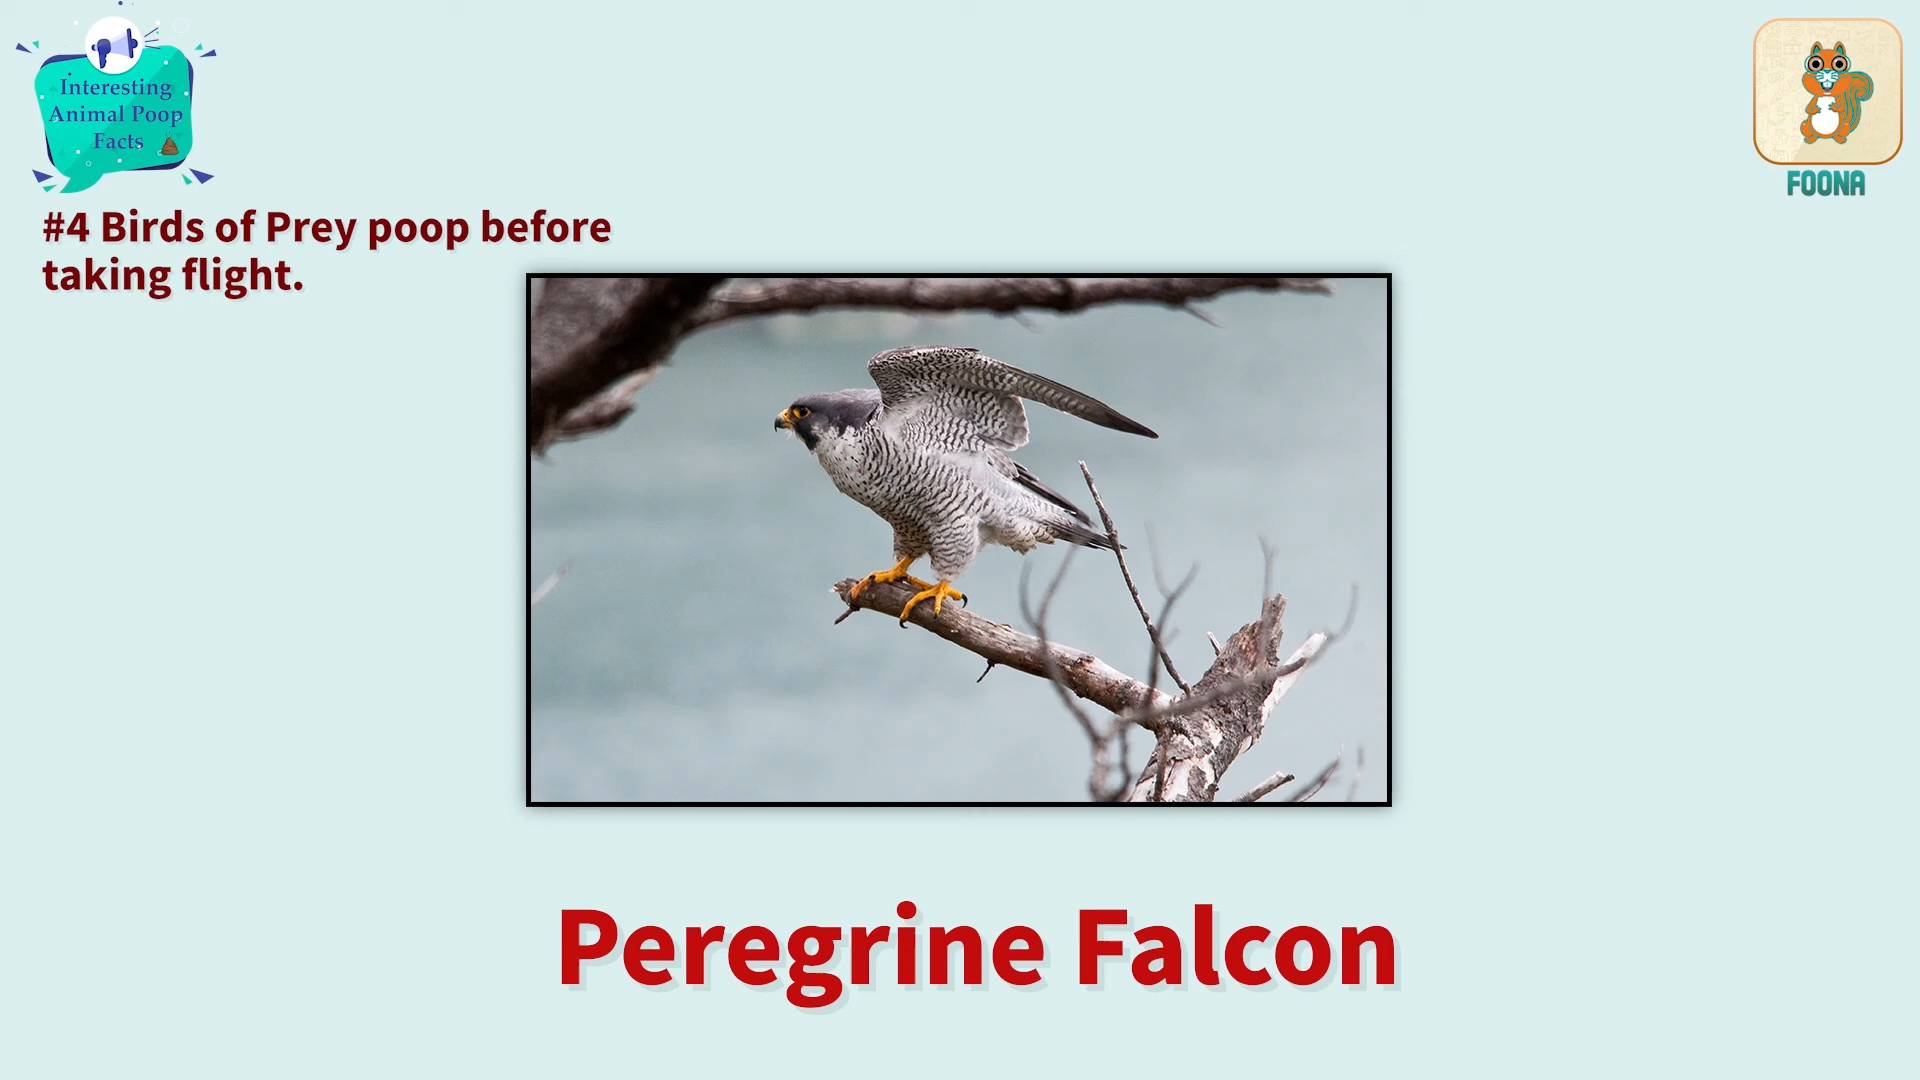 Interesting
Animal Poop
Facts
FOONA
#4 Birds of Prey poop before
taking flight.
Peregrine Falcon